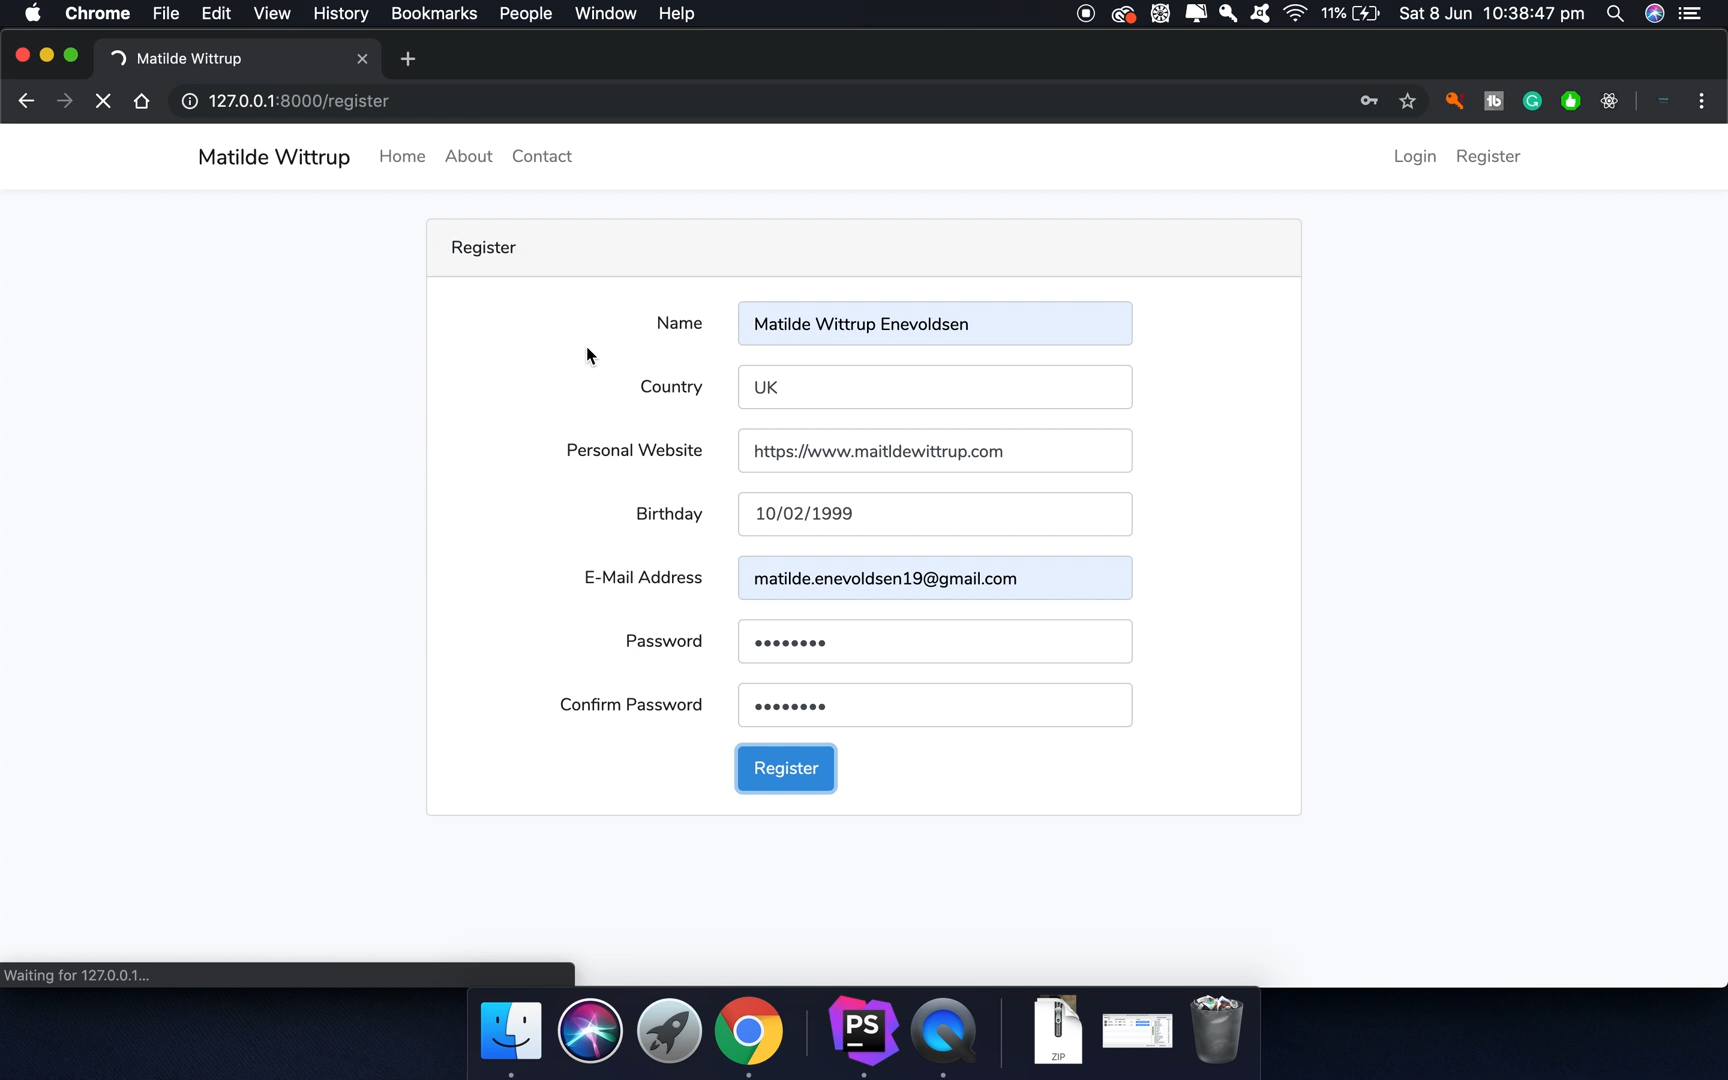 Chrome File Edit View History Bookmarks People Window Help 11% Sat 8 Jun 10:38:47 pm
Matilde Wittrup
127.0.0.1:8000/register
Matilde Wittrup Home About Contact Login Register
Register
Name Matilde Wittrup Enevoldsen
Country UK
Personal Website https://www.maitldewittrup.com
Birthday 10/02/1999
E-Mail Address matilde.enevoldsen19@gmail.com
Password ••••••••
Confirm Password ••••••••
Register
Waiting for 127.0.0.1...
PS
ZIP